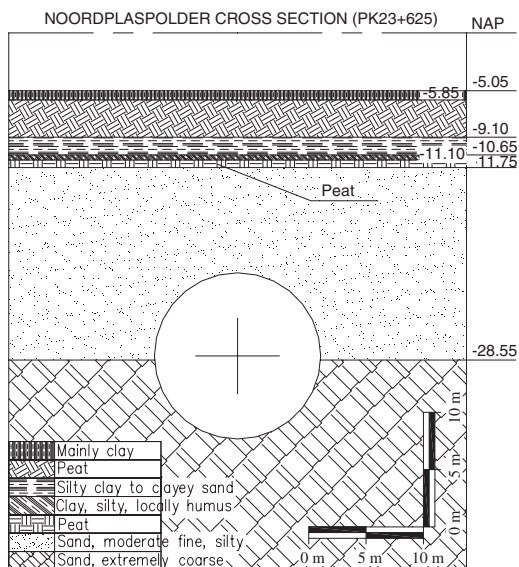 NOORDPLASPOLDER CROSS SECTION (PK23+625) NAP
-5.05
-5.85
-9.10
-10.65
-11.10
-11.75
Peat
-28.55
Mainly clay
Peat
Silty clay to clayey sand
Clay, silty, locally humus
Peat
Sand, moderate fine, silty
Sand, extremely coarse
10 m
5 m
0 m
0 m 5 m 10 m